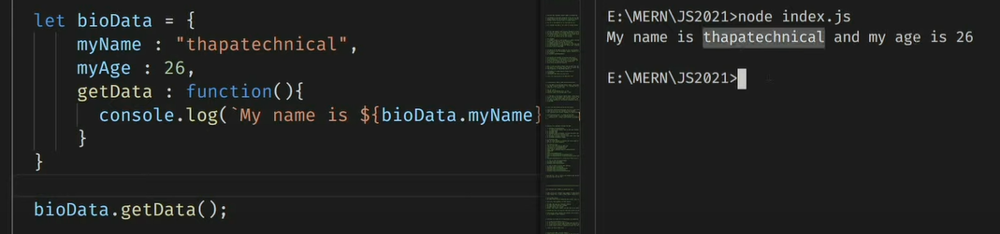 let bioData = {
myName : "thapatechnical",
myAge : 26,
getData : function(){
console.log(`My name is ${bioData.myName}
}
}
bioData.getData();
E:\MERN\JS2021>node index.js
My name is thapatechnical and my age is 26
E:\MERN\JS2021>